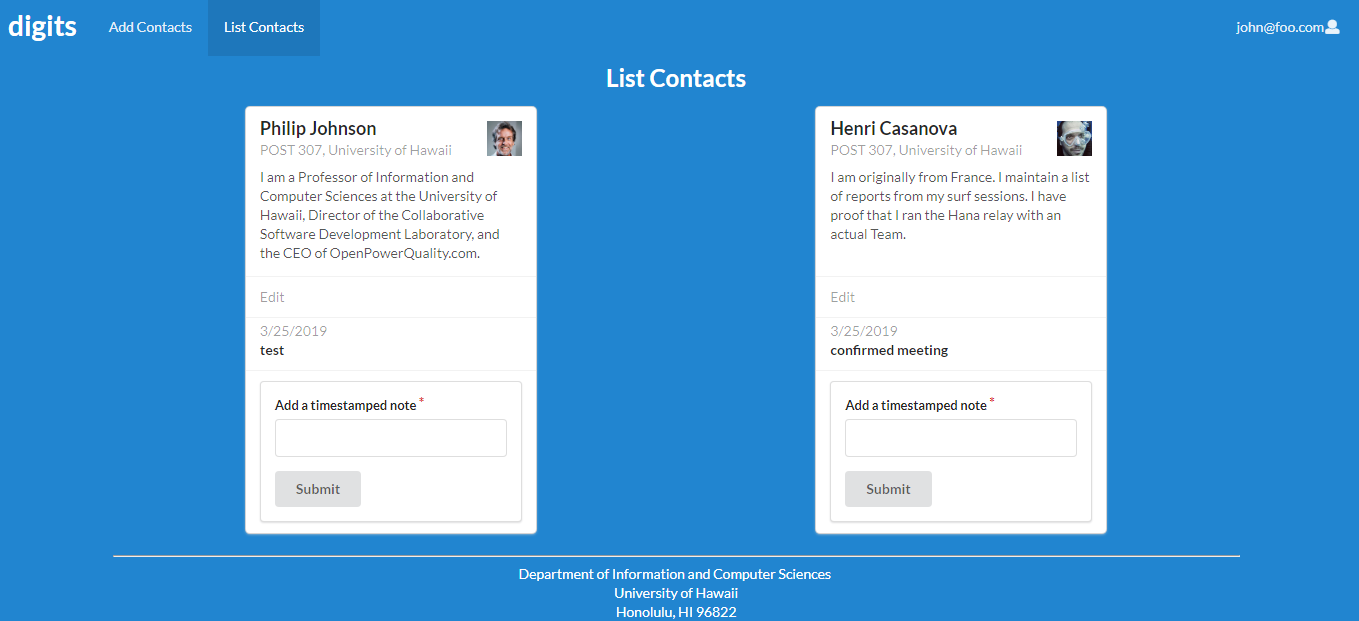 digits
Add Contacts
List Contacts
john@foo.com
List Contacts
Philip Johnson
POST 307, University of Hawaii
I am a Professor of Information and
Computer Sciences at the University of
Hawaii, Director of the Collaborative
Software Development Laboratory, and
the CEO of OpenPowerQuality.com.
Edit
3/25/2019
test
Add a timestamped note *
Submit
Henri Casanova
POST 307, University of Hawaii
I am originally from France. I maintain a list
of reports from my surf sessions. I have
proof that I ran the Hana relay with an
actual Team.
Edit
3/25/2019
confirmed meeting
Add a timestamped note *
Submit
Department of Information and Computer Sciences
University of Hawaii
Honolulu, HI 96822